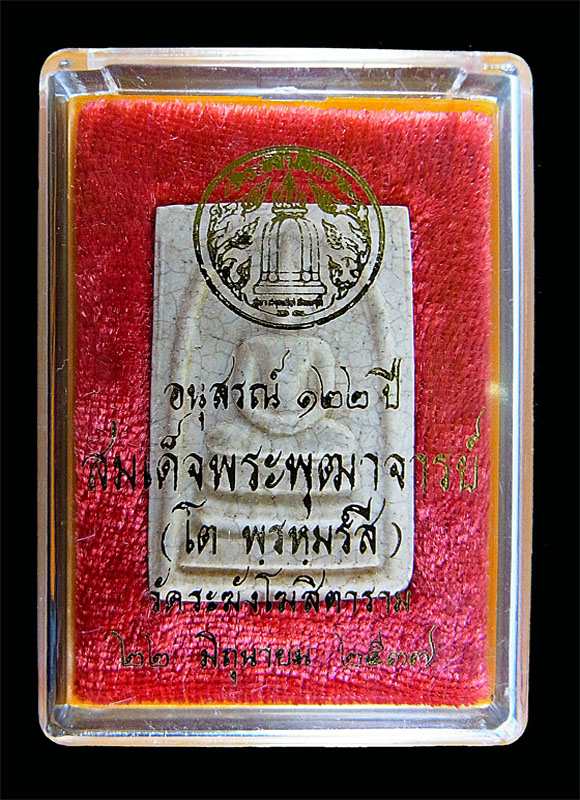 อนุสรณ์ ๑๒๒ ปี
สมเด็จพระพุฒาจารย์
(โต พฺรหฺมรํสี)
วัดระฆังโฆสิตาราม
๒๒ มิถุนายน ๒๕๓๗